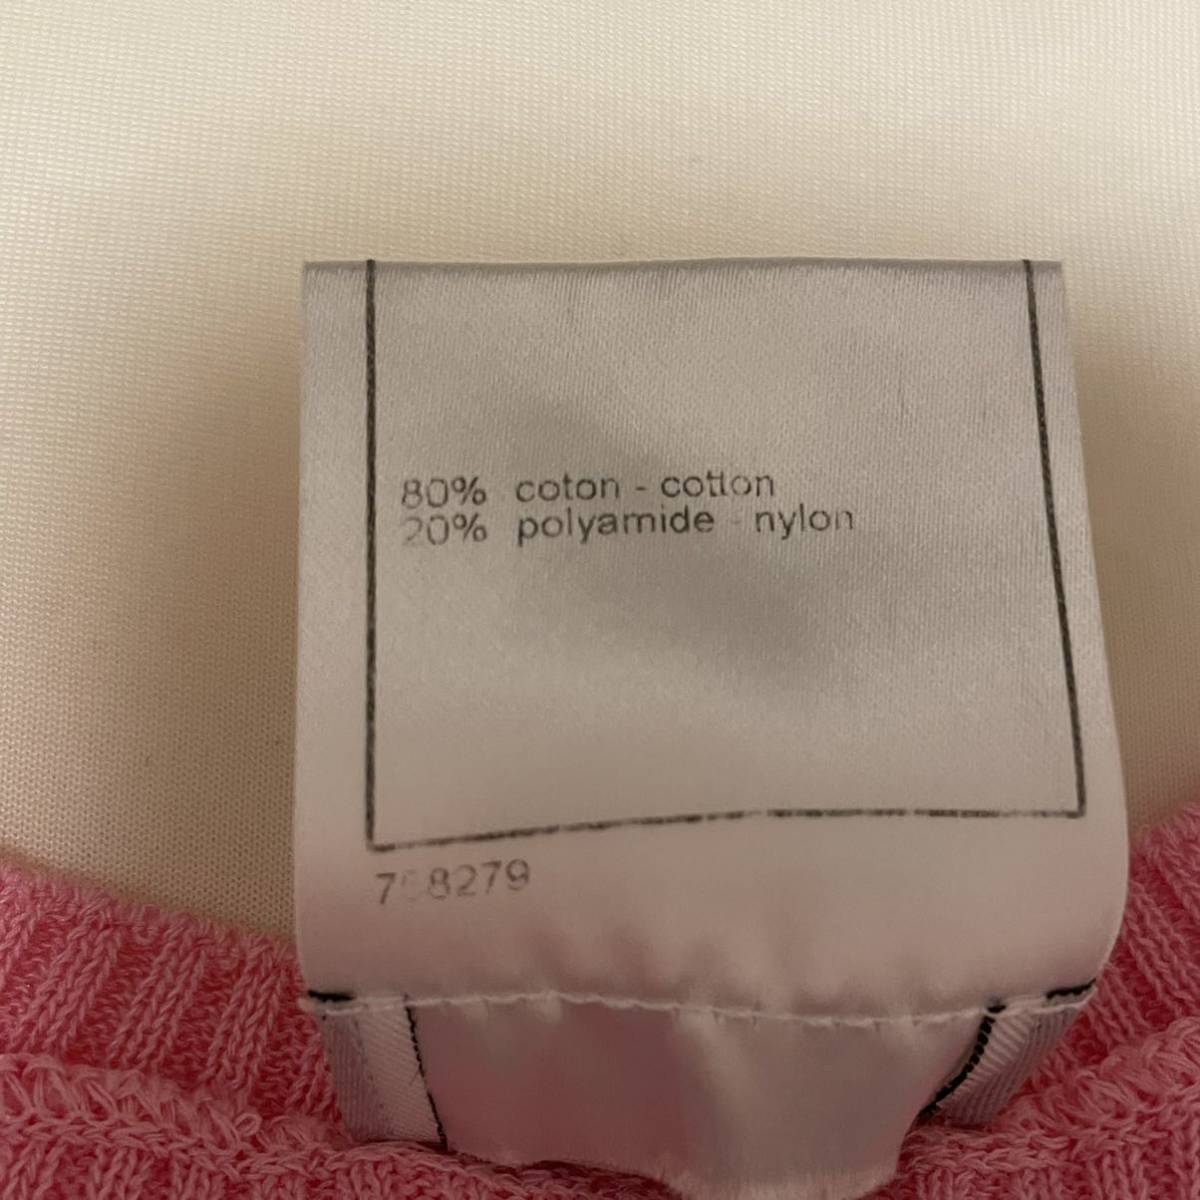 80% coton - cotton
20% polyamide - nylon